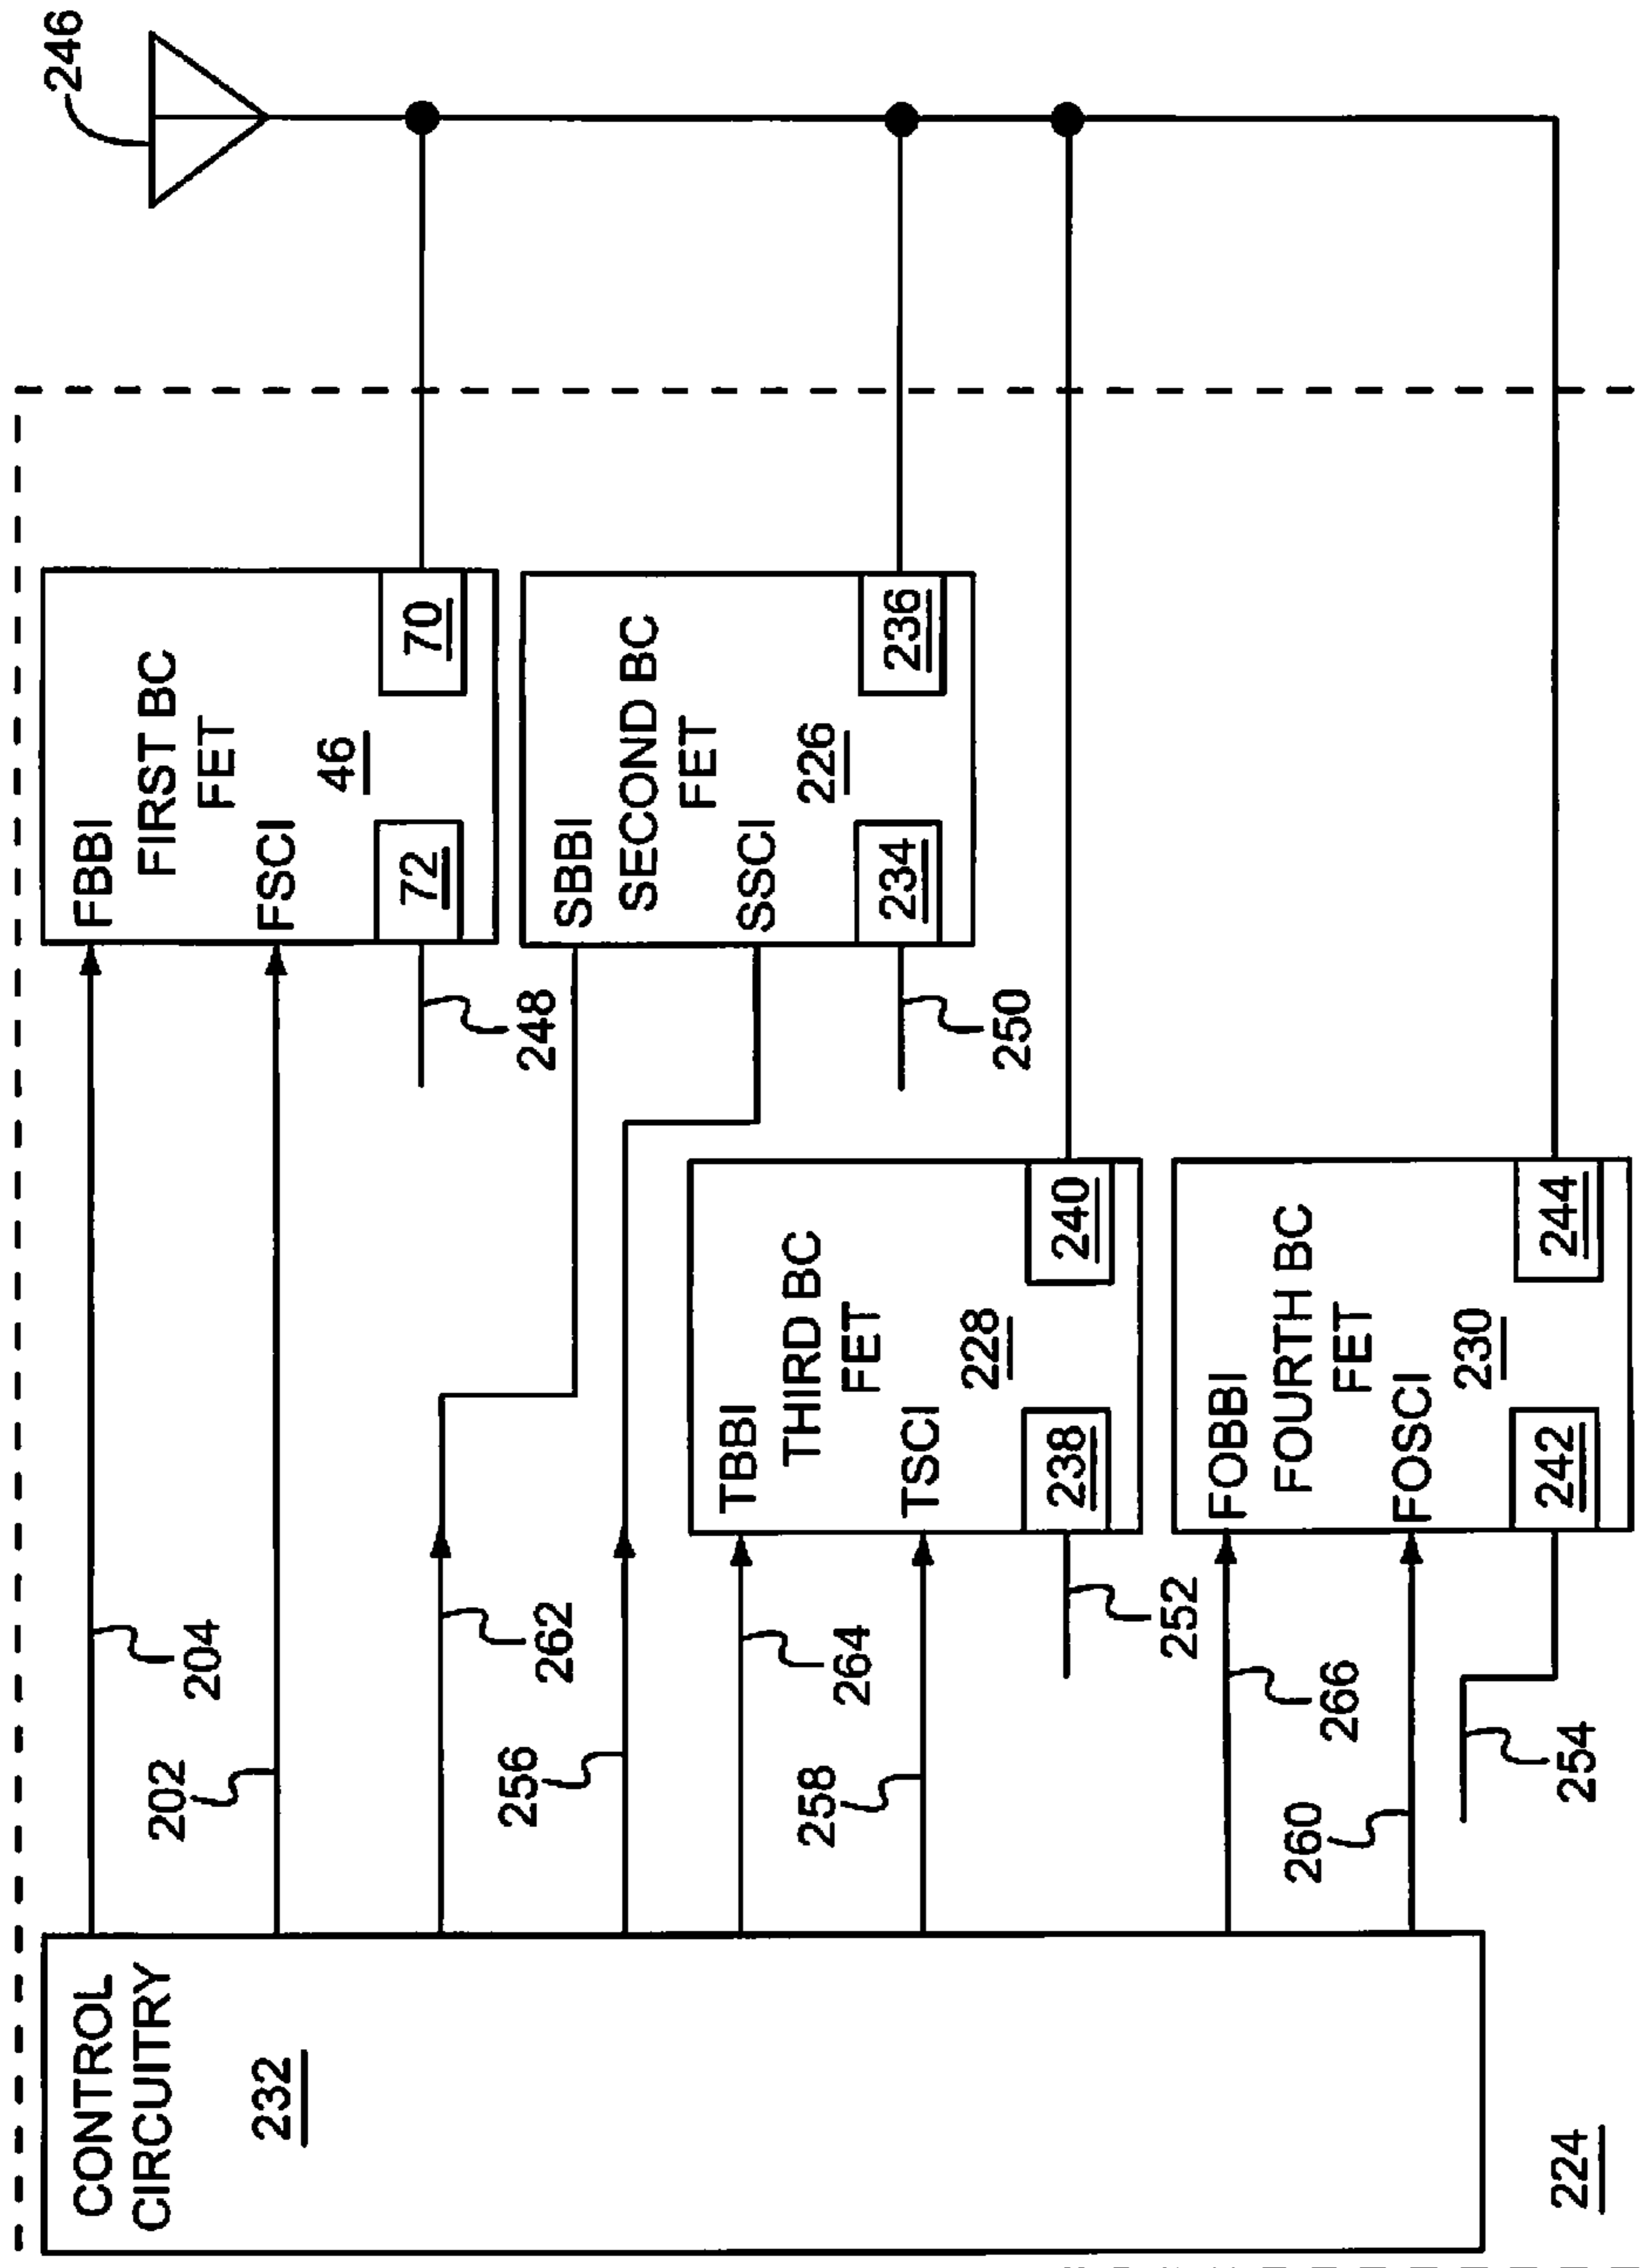 246
CONTROL
CIRCUITRY
232
204
202
262
256
264
258
266
260
FBBI
FIRST BC
FET
FSCI
46
72
70
248
SBBI
SECOND BC
FET
SSCI
226
234
236
250
TBBI
THIRD BC
FET
TSCI
228
238
240
252
FOBBI
FOURTH BC
FET
FOSCI
230
242
244
254
224